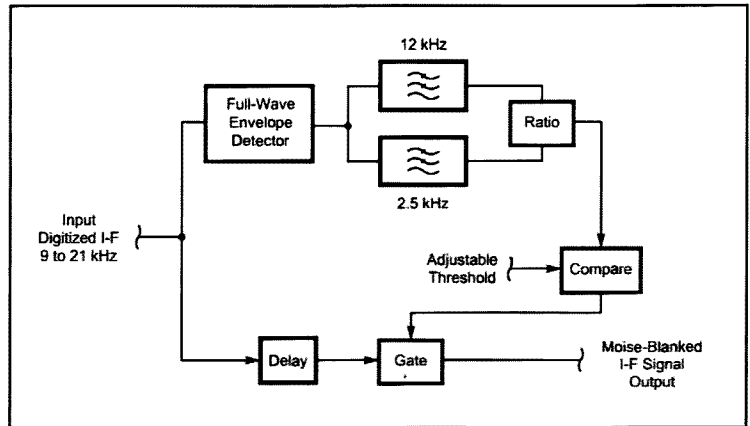 12 kHz
Full-Wave
Envelope
Detector
Ratio
2.5 kHz
Input
Digitized I-F
9 to 21 kHz
Adjustable
Threshold
Compare
Delay
Gate
Moise-Blanked
I-F Signal
Output